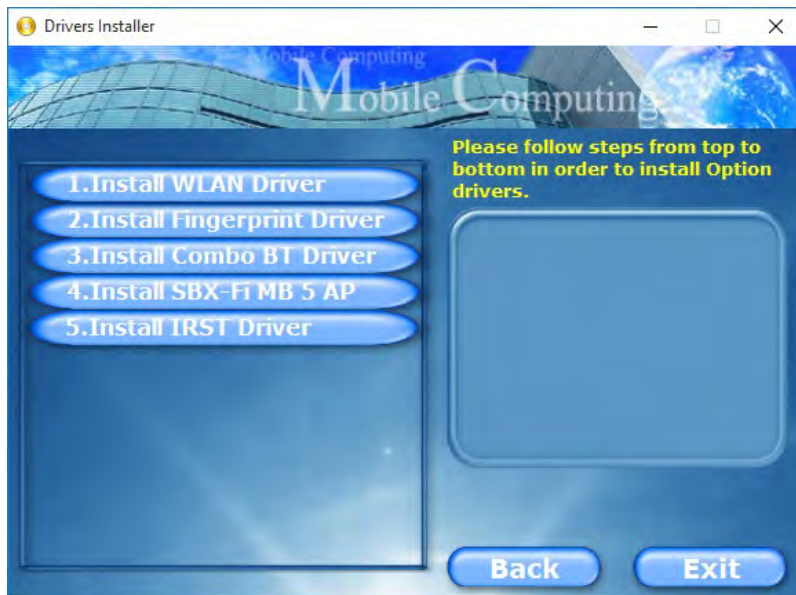 Drivers Installer
Mobile Computing
Mobile Computing
Please follow steps from top to
bottom in order to install Option
drivers.
1.Install WLAN Driver
2.Install Fingerprint Driver
3.Install Combo BT Driver
4.Install SBX-Fi MB 5 AP
5.Install IRST Driver
Back
Exit